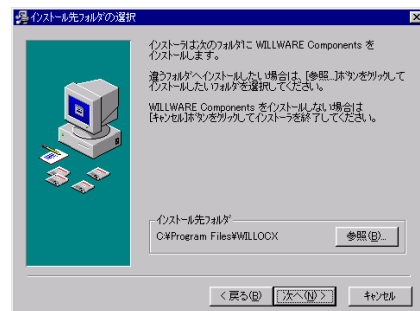 インストール先フォルダの選択
インストーラは次のフォルダに WILLWARE Components を
インストールします。
違うフォルダへインストールしたい場合は、[参照...]ボタンをクリックして
インストールしたいフォルダを選択してください。
WILLWARE Components をインストールしない場合は
[キャンセル]ボタンをクリックしてインストーラを終了してください。
インストール先フォルダ
C:¥Program Files¥WILLOCX
参照(B)...
< 戻る(B)
次へ(N) >
キャンセル